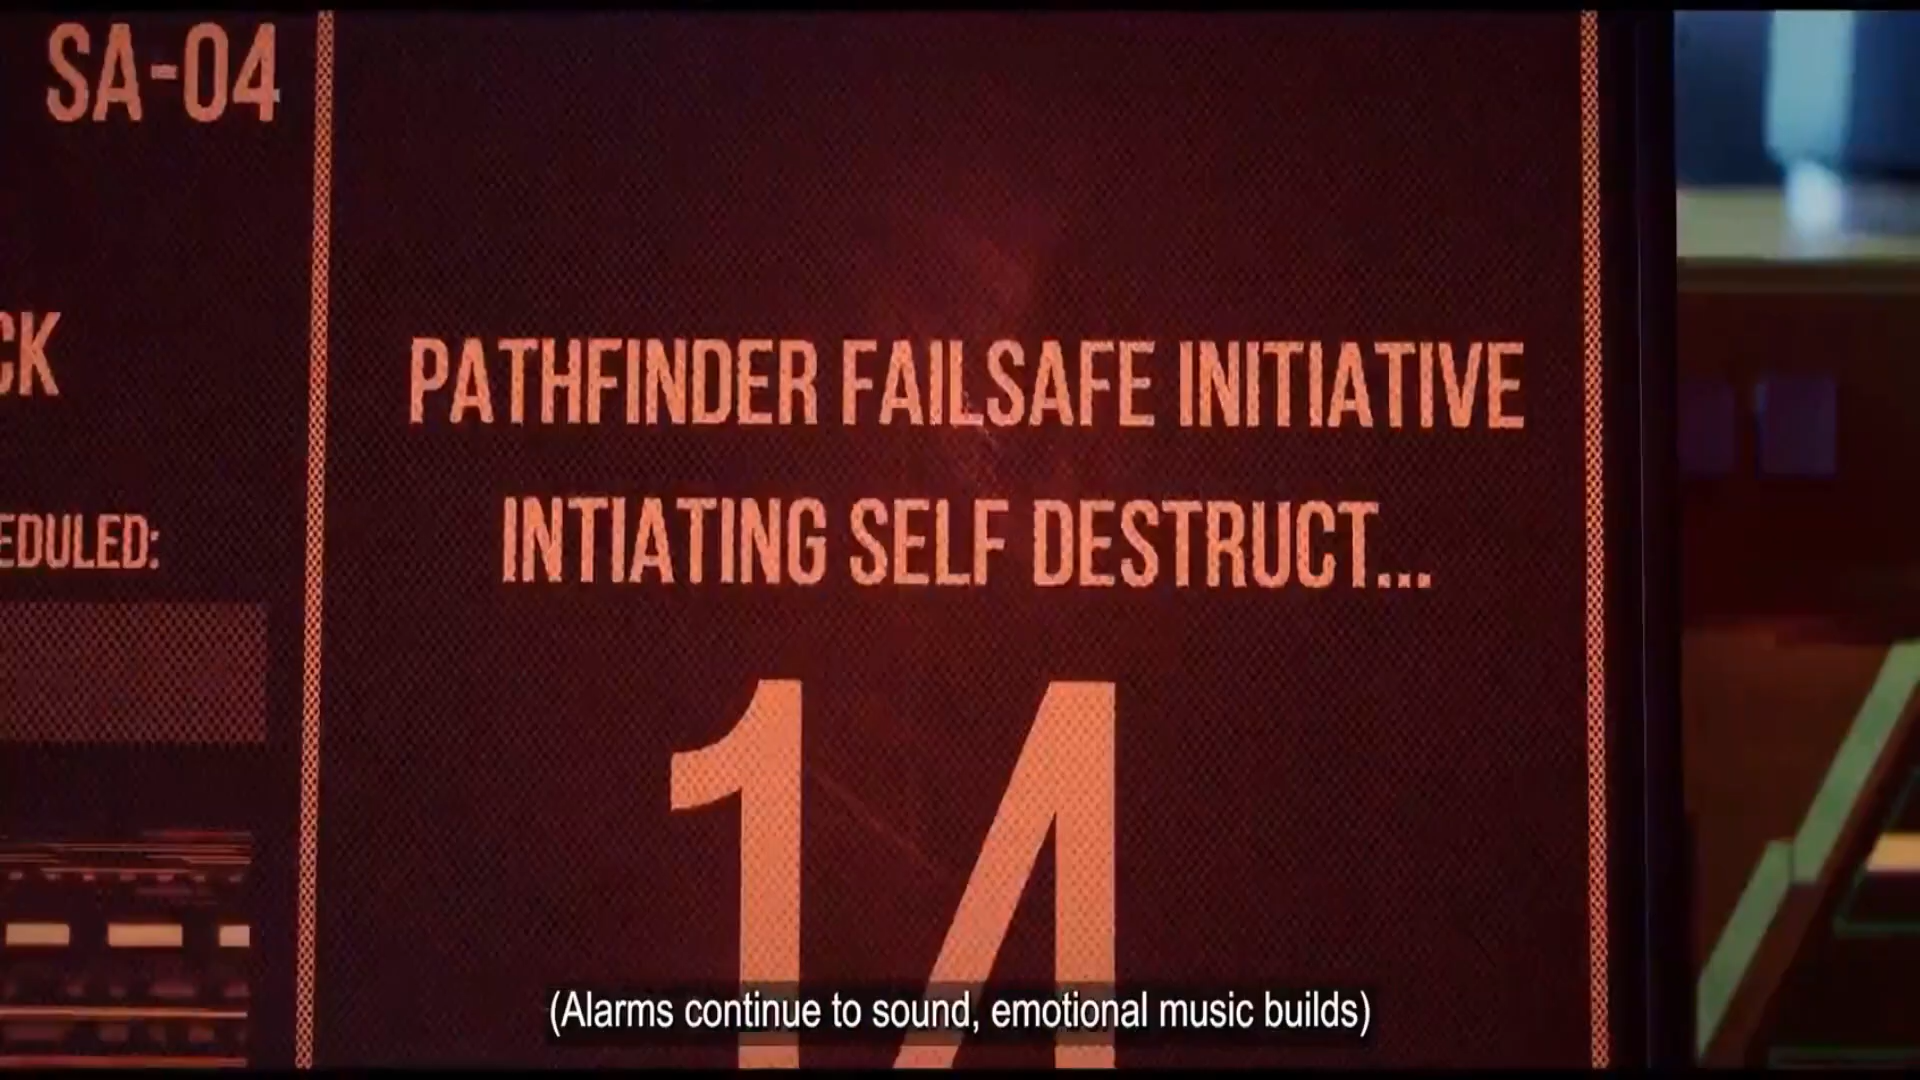 SA-04
CK
EDULED:
PATHFINDER FAILSAFE INITIATIVE
INTIATING SELF DESTRUCT...
14
(Alarms continue to sound, emotional music builds)